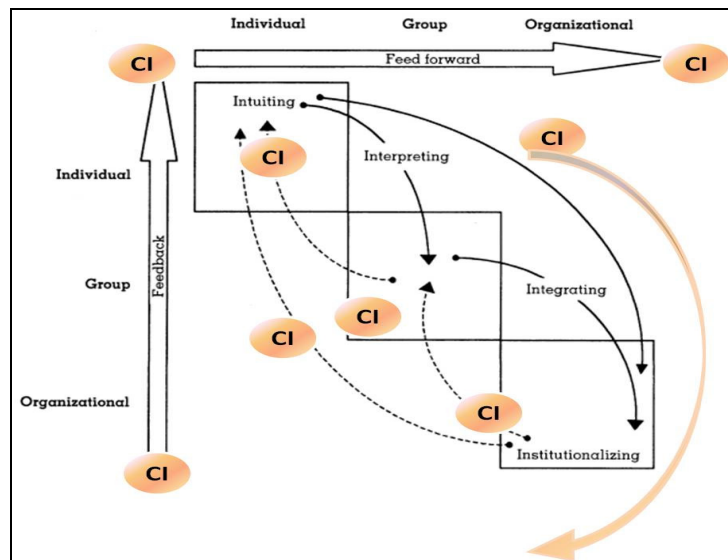 Individual Group Organizational
CI
Feed forward
CI
Intuiting
CI
CI
Interpreting
Individual
Feedback
Group
Integrating
CI
CI
Organizational
CI
Institutionalizing
CI